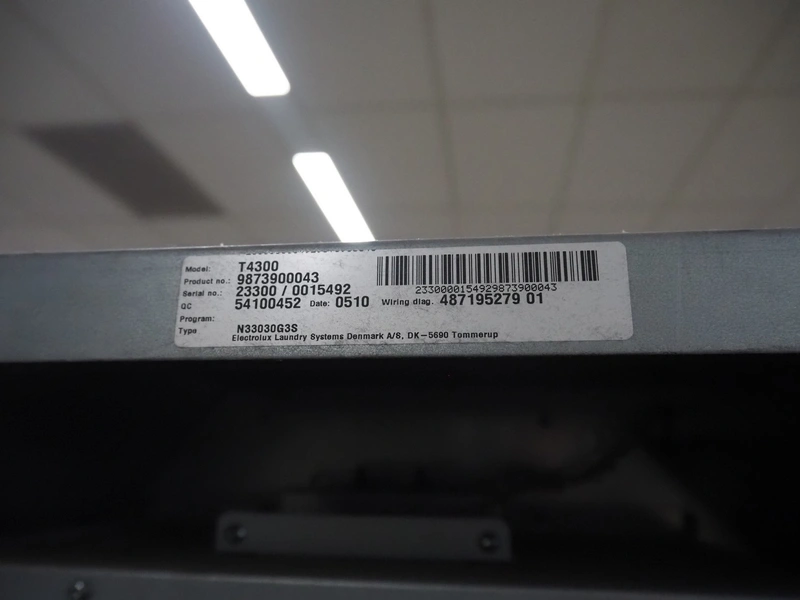 Model: T4300
Product no.: 9873900043
Serial no.: 23300 / 0015492
2330000154929873900043
QC 54100452 Date: 0510 Wiring diag. 487195279 01
Program:
Type N33030G3S
Electrolux Laundry Systems Denmark A/S, DK-5690 Tommerup